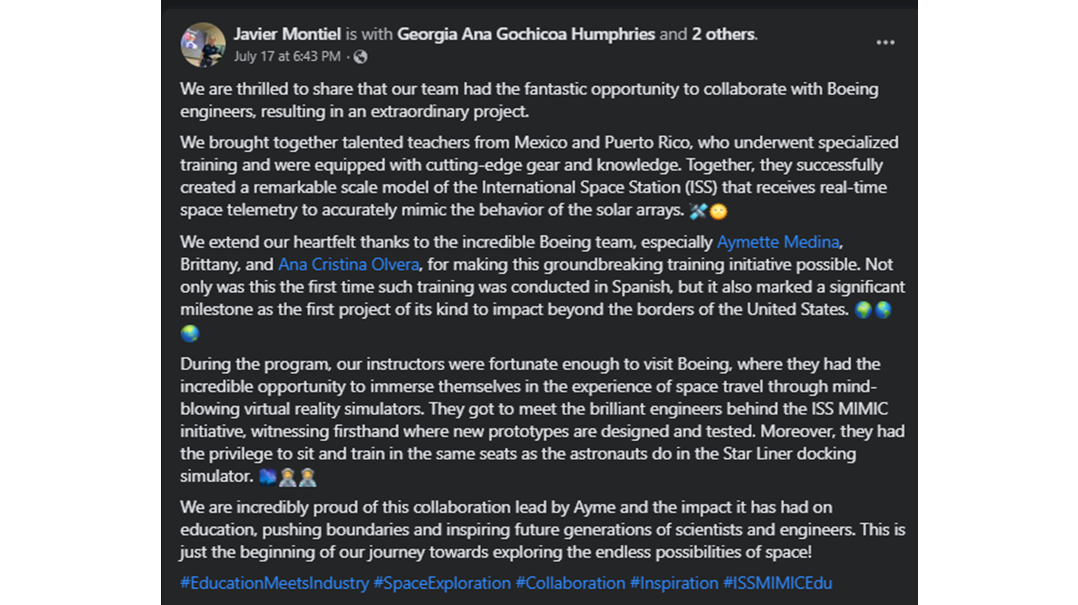 Javier Montiel is with Georgia Ana Gochicoa Humphries and 2 others.
July 17 at 6:43 PM ·
We are thrilled to share that our team had the fantastic opportunity to collaborate with Boeing
engineers, resulting in an extraordinary project.
We brought together talented teachers from Mexico and Puerto Rico, who underwent specialized
training and were equipped with cutting-edge gear and knowledge. Together, they successfully
created a remarkable scale model of the International Space Station (ISS) that receives real-time
space telemetry to accurately mimic the behavior of the solar arrays. 🛰️😶
We extend our heartfelt thanks to the incredible Boeing team, especially Aymette Medina,
Brittany, and Ana Cristina Olvera, for making this groundbreaking training initiative possible. Not
only was this the first time such training was conducted in Spanish, but it also marked a significant
milestone as the first project of its kind to impact beyond the borders of the United States. 🌍🌎
🌏
During the program, our instructors were fortunate enough to visit Boeing, where they had the
incredible opportunity to immerse themselves in the experience of space travel through mind-
blowing virtual reality simulators. They got to meet the brilliant engineers behind the ISS MIMIC
initiative, witnessing firsthand where new prototypes are designed and tested. Moreover, they had
the privilege to sit and train in the same seats as the astronauts do in the Star Liner docking
simulator. 🌌👨‍🚀👩‍🚀
We are incredibly proud of this collaboration lead by Ayme and the impact it has had on
education, pushing boundaries and inspiring future generations of scientists and engineers. This is
just the beginning of our journey towards exploring the endless possibilities of space!
#EducationMeetsIndustry #SpaceExploration #Collaboration #Inspiration #ISSMIMICEdu